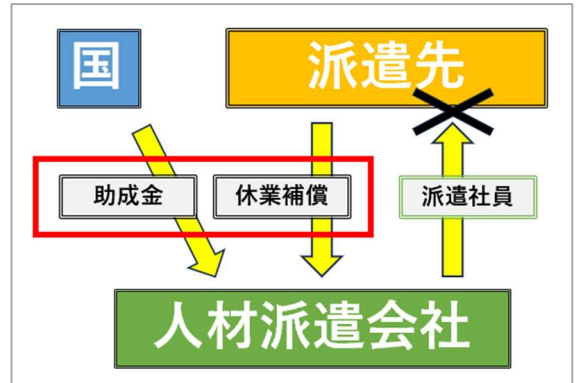 国
派遣先
助成金
休業補償
派遣社員
人材派遣会社